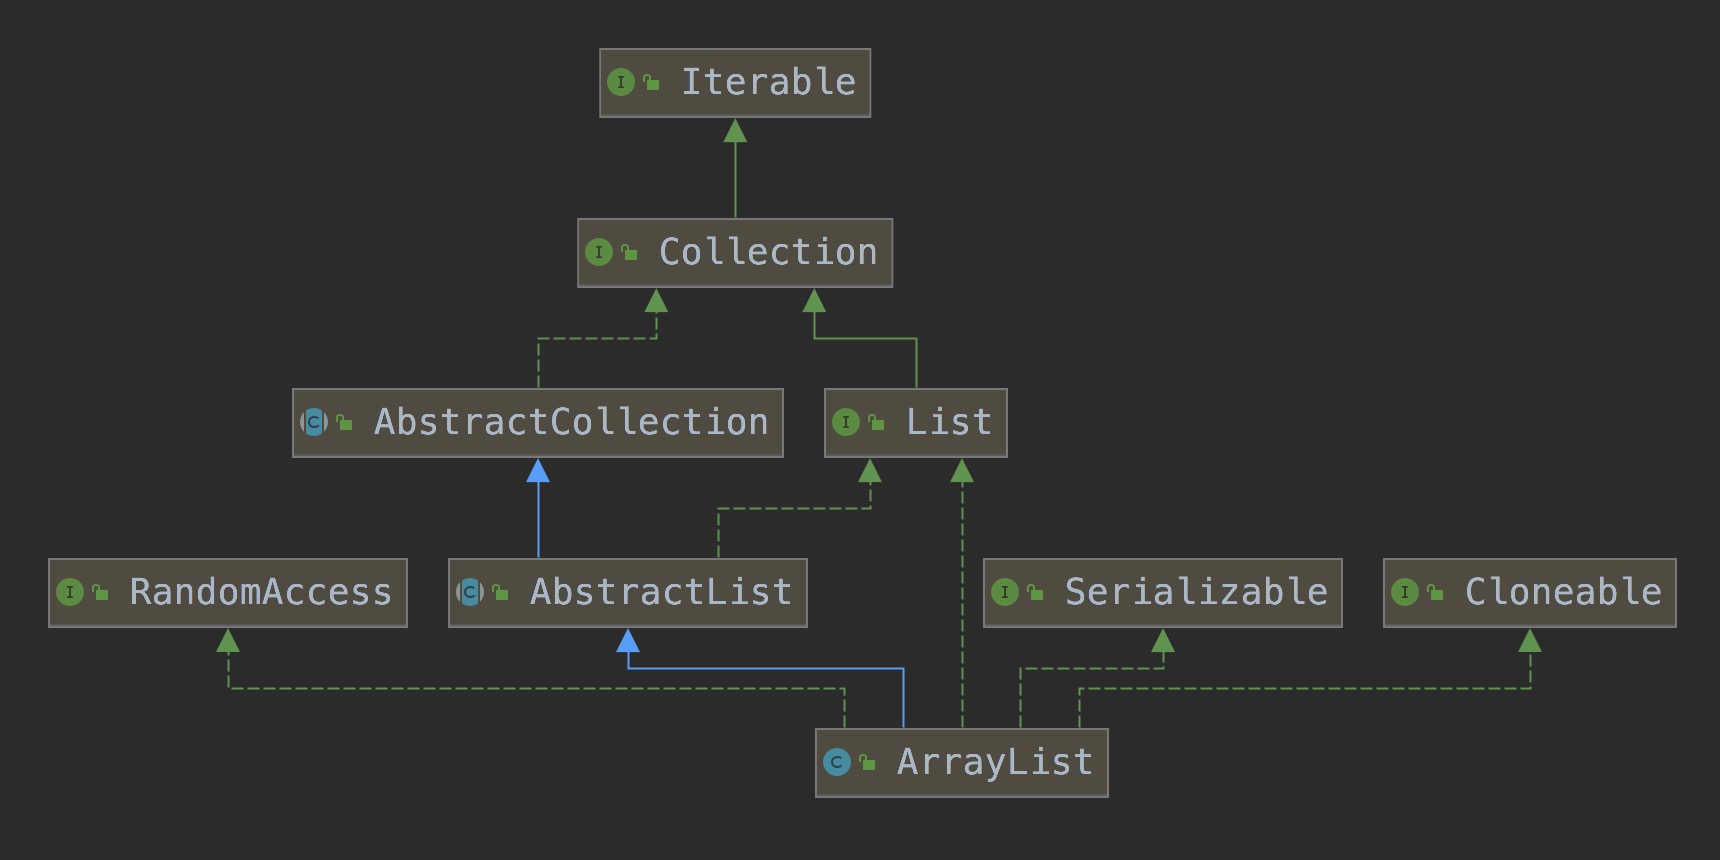 I Iterable
I Collection
C AbstractCollection
I List
I RandomAccess
C AbstractList
I Serializable
I Cloneable
C ArrayList